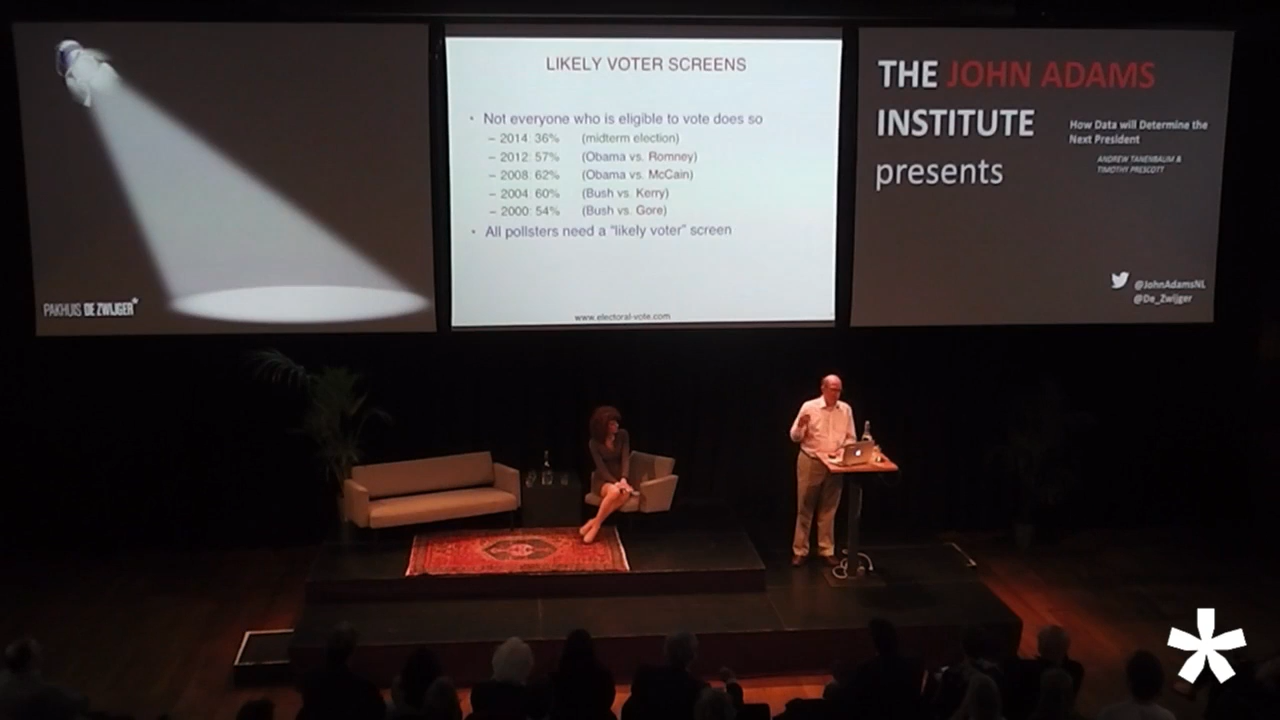 PAKHUIS DE ZWIJGER*
LIKELY VOTER SCREENS
• Not everyone who is eligible to vote does so
– 2014: 36% (midterm election)
– 2012: 57% (Obama vs. Romney)
– 2008: 62% (Obama vs. McCain)
– 2004: 60% (Bush vs. Kerry)
– 2000: 54% (Bush vs. Gore)
• All pollsters need a "likely voter" screen
www.electoral-vote.com
THE JOHN ADAMS
INSTITUTE
presents
How Data will Determine the
Next President
ANDREW TANENBAUM &
TIMOTHY PRESCOTT
@JohnAdamsNL
@De_Zwijger